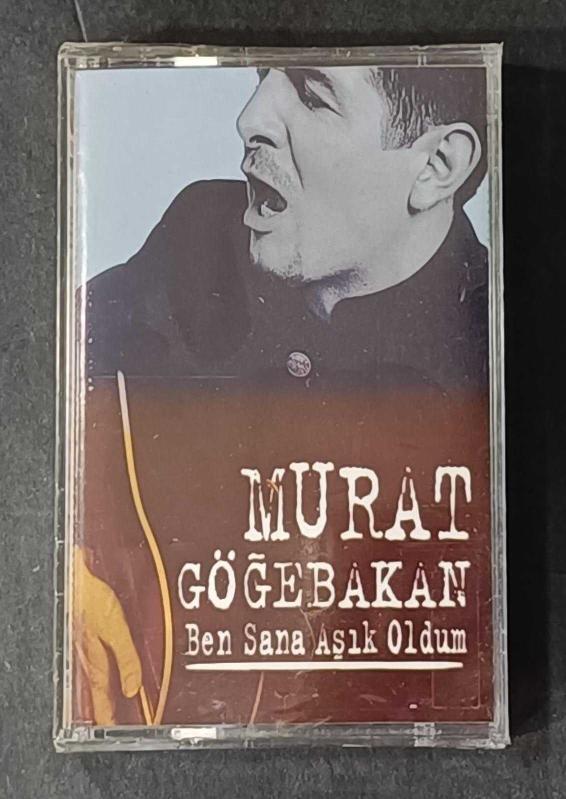 MURAT
GÖĞEBAKAN
Ben Sana Aşık Oldum